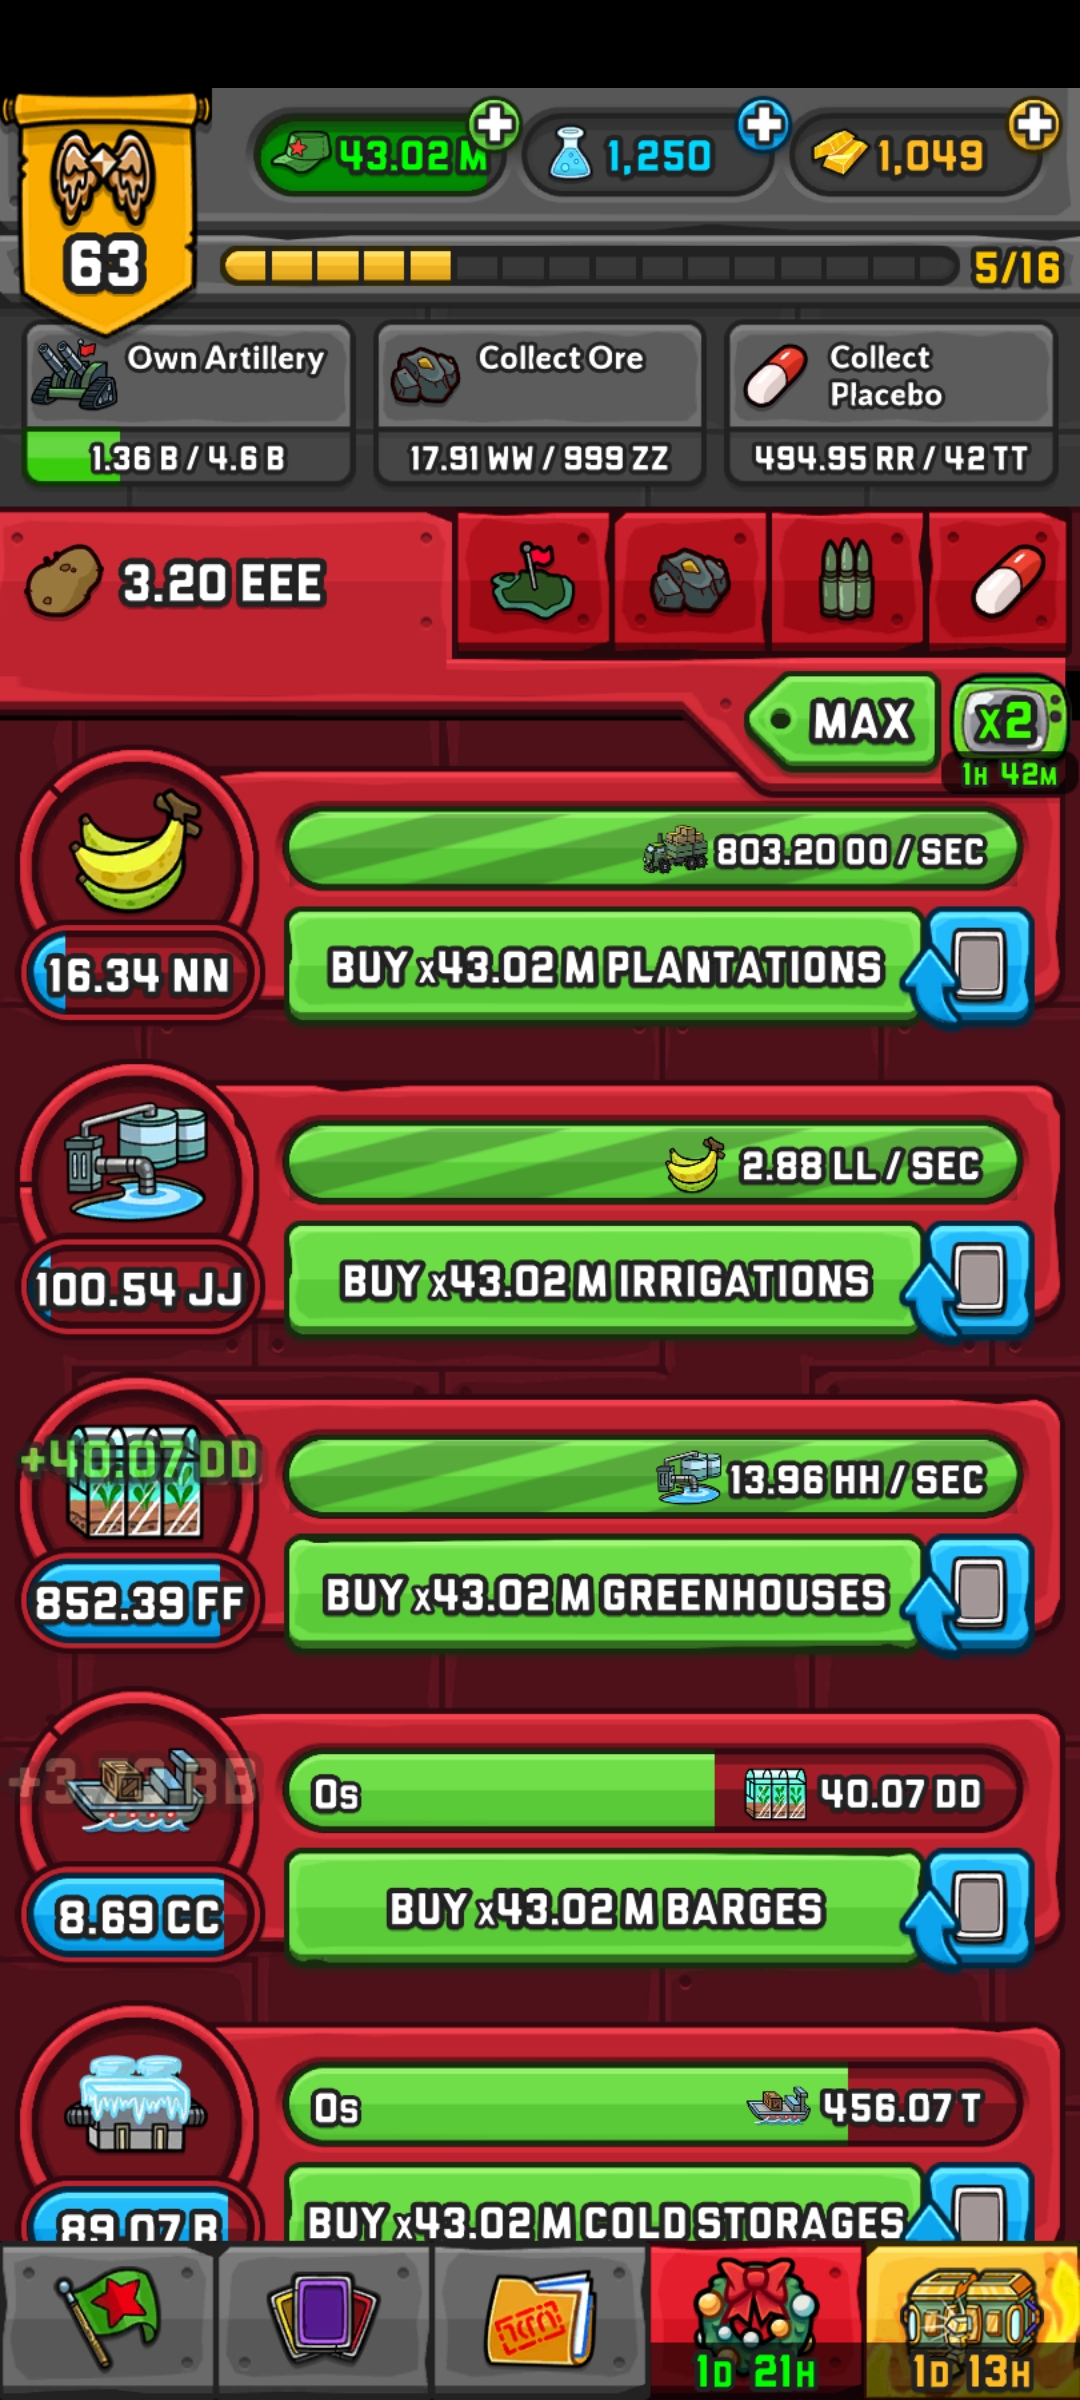 43.02 M
1,250
1,049
63
5/16
Own Artillery
1.36 B / 4.6 B
Collect Ore
17.91 WW / 999 ZZ
Collect
Placebo
494.95 RR / 42 TT
3.20 EEE
MAX
x2
1H 42M
803.20 OO / SEC
16.34 NN
BUY x43.02 M PLANTATIONS
2.88 LL / SEC
100.54 JJ
BUY x43.02 M IRRIGATIONS
+40.07 DD
13.96 HH / SEC
852.39 FF
BUY x43.02 M GREENHOUSES
0s
40.07 DD
8.69 CC
BUY x43.02 M BARGES
0s
456.07 T
89.07 B
BUY x43.02 M COLD STORAGES
1D 21H
1D 13H